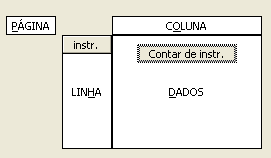 PÁGINA
COLUNA
instr.
Contar de instr.
LINHA
DADOS